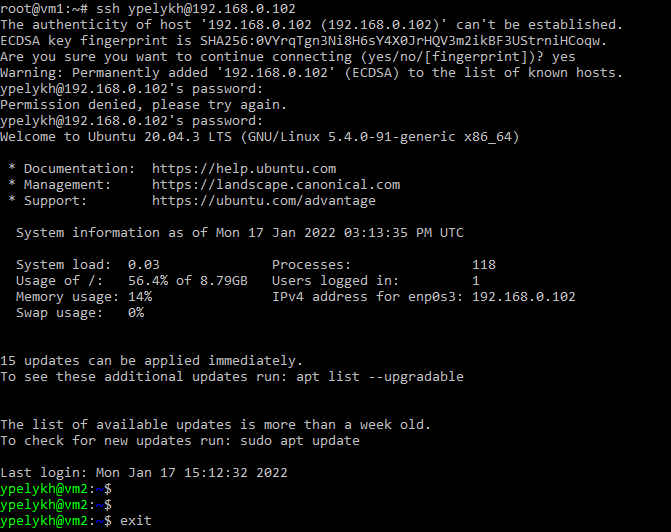 root@vm1:~# ssh ypelykh@192.168.0.102
The authenticity of host '192.168.0.102 (192.168.0.102)' can't be established.
ECDSA key fingerprint is SHA256:0VYrqTgn3Ni8H6sY4X0JrHQV3m2ikBF3UStrniHCoqw.
Are you sure you want to continue connecting (yes/no/[fingerprint])? yes
Warning: Permanently added '192.168.0.102' (ECDSA) to the list of known hosts.
ypelykh@192.168.0.102's password:
Permission denied, please try again.
ypelykh@192.168.0.102's password:
Welcome to Ubuntu 20.04.3 LTS (GNU/Linux 5.4.0-91-generic x86_64)
* Documentation:  https://help.ubuntu.com
* Management:     https://landscape.canonical.com
* Support:        https://ubuntu.com/advantage
System information as of Mon 17 Jan 2022 03:13:35 PM UTC
System load:  0.03              Processes:               118
Usage of /:   56.4% of 8.79GB   Users logged in:         1
Memory usage: 14%               IPv4 address for enp0s3: 192.168.0.102
Swap usage:   0%
15 updates can be applied immediately.
To see these additional updates run: apt list --upgradable
The list of available updates is more than a week old.
To check for new updates run: sudo apt update
Last login: Mon Jan 17 15:12:32 2022
ypelykh@vm2:~$
ypelykh@vm2:~$
ypelykh@vm2:~$ exit